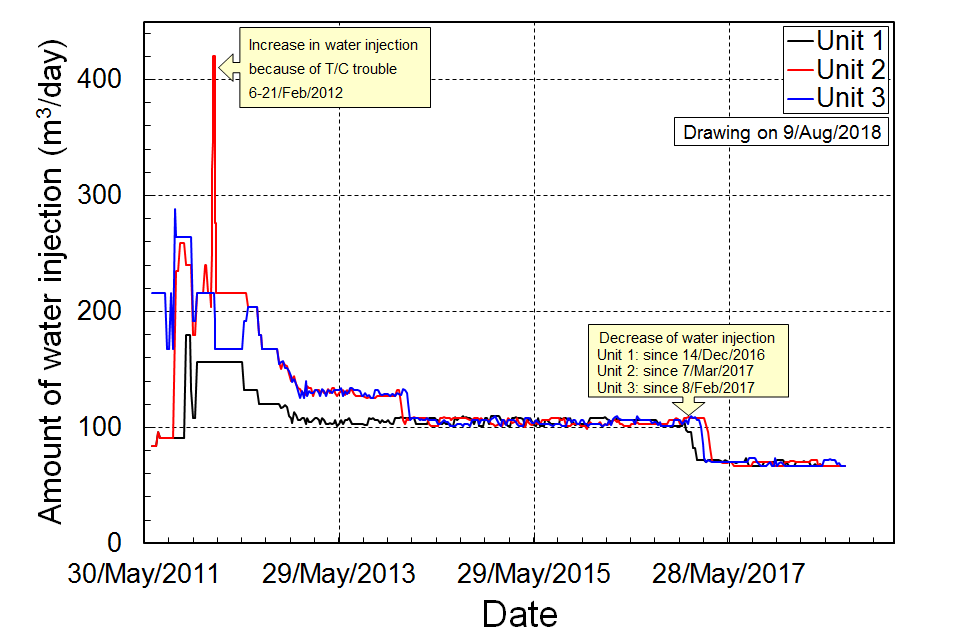 Increase in water injection
because of T/C trouble
6-21/Feb/2012
Unit 1
Unit 2
Unit 3
Drawing on 9/Aug/2018
Amount of water injection (m³/day)
400
300
200
100
0
Decrease of water injection
Unit 1: since 14/Dec/2016
Unit 2: since 7/Mar/2017
Unit 3: since 8/Feb/2017
30/May/2011
29/May/2013
29/May/2015
28/May/2017
Date